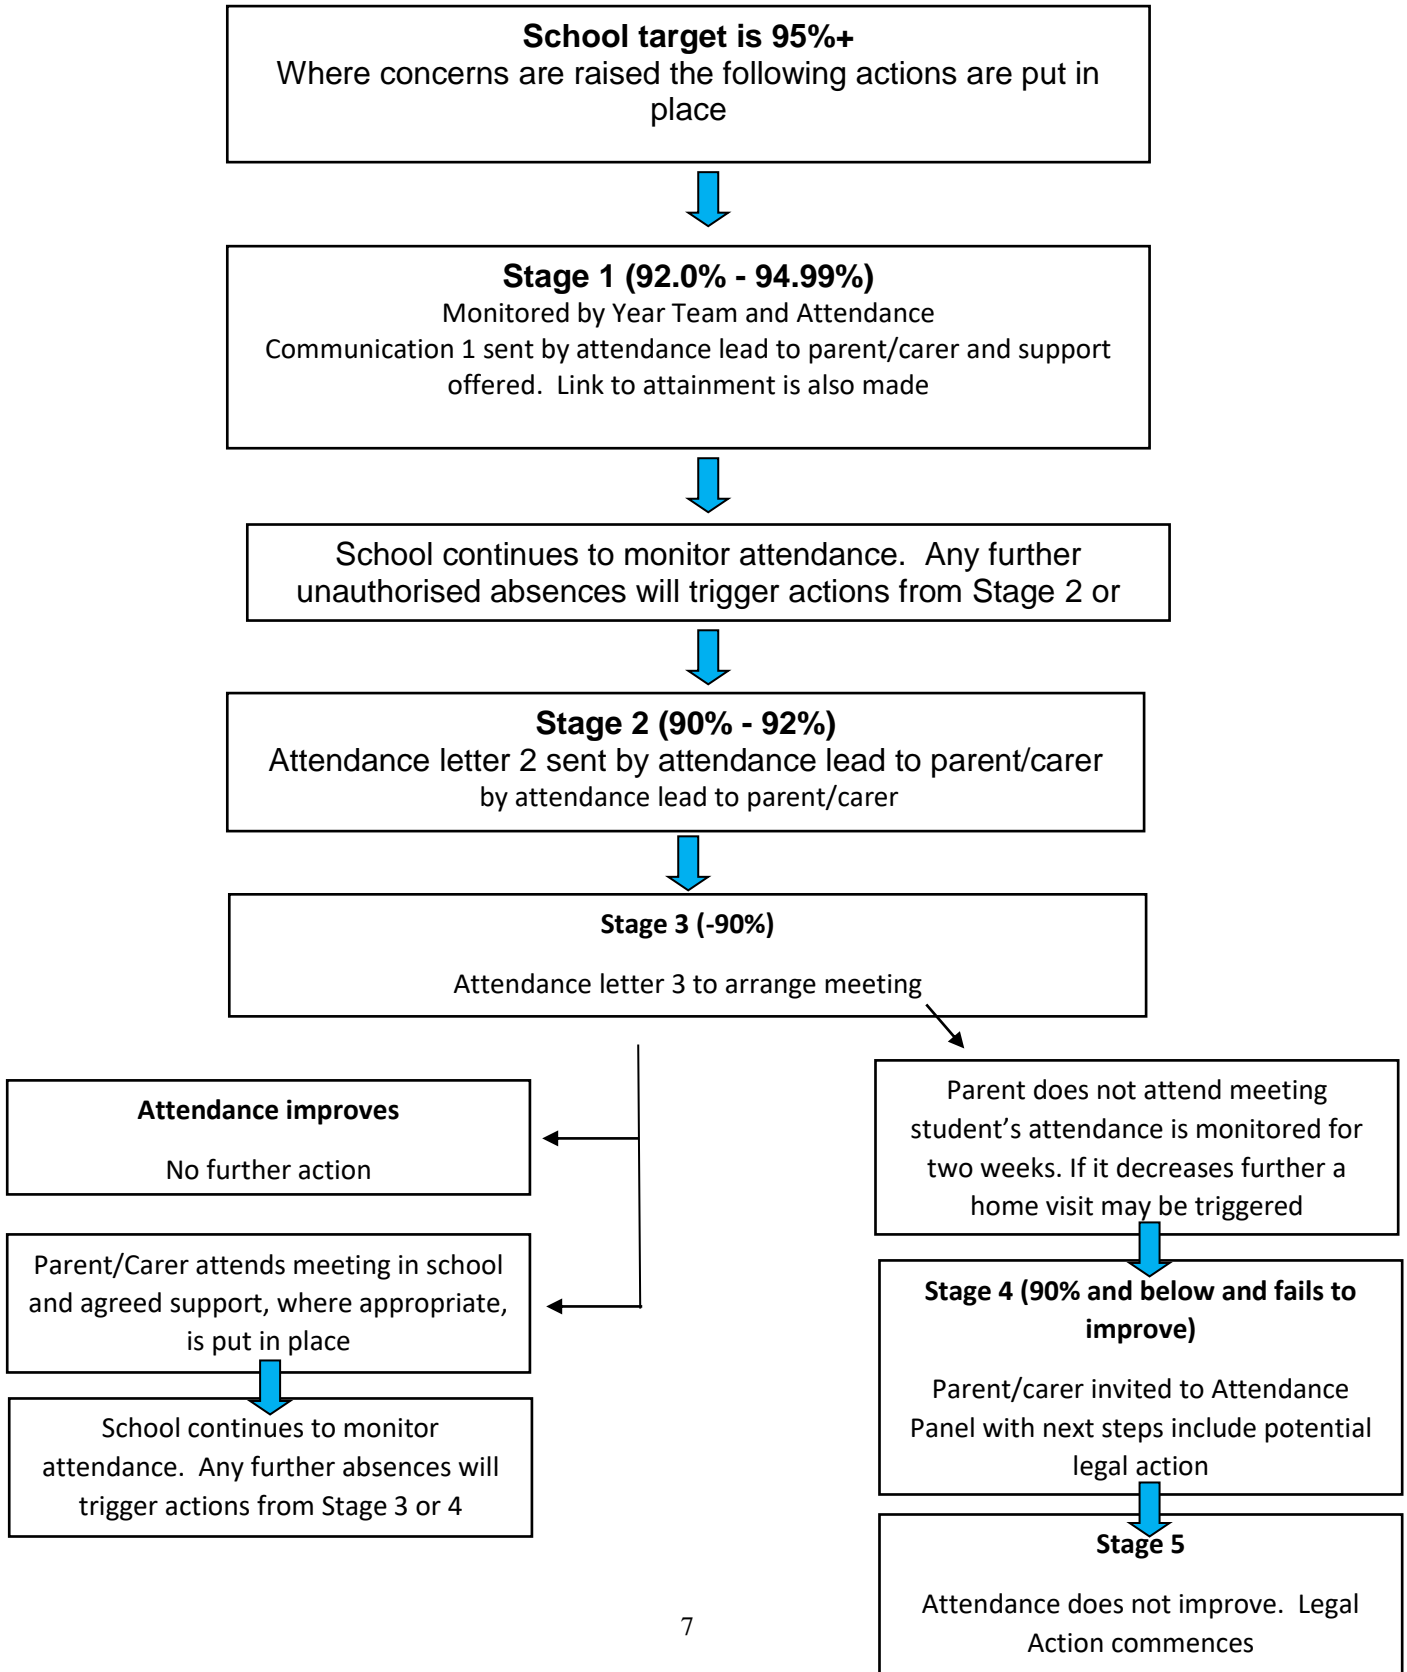 School target is 95%+
Where concerns are raised the following actions are put in
place
Stage 1 (92.0% - 94.99%)
Monitored by Year Team and Attendance
Communication 1 sent by attendance lead to parent/carer and support
offered.  Link to attainment is also made
School continues to monitor attendance.  Any further
unauthorised absences will trigger actions from Stage 2 or
Stage 2 (90% - 92%)
Attendance letter 2 sent by attendance lead to parent/carer
by attendance lead to parent/carer
Stage 3 (-90%)
Attendance letter 3 to arrange meeting
Attendance improves
No further action
Parent/Carer attends meeting in school
and agreed support, where appropriate,
is put in place
School continues to monitor
attendance.  Any further absences will
trigger actions from Stage 3 or 4
Parent does not attend meeting
student’s attendance is monitored for
two weeks. If it decreases further a
home visit may be triggered
Stage 4 (90% and below and fails to
improve)
Parent/carer invited to Attendance
Panel with next steps include potential
legal action
Stage 5
Attendance does not improve.  Legal
Action commences
7